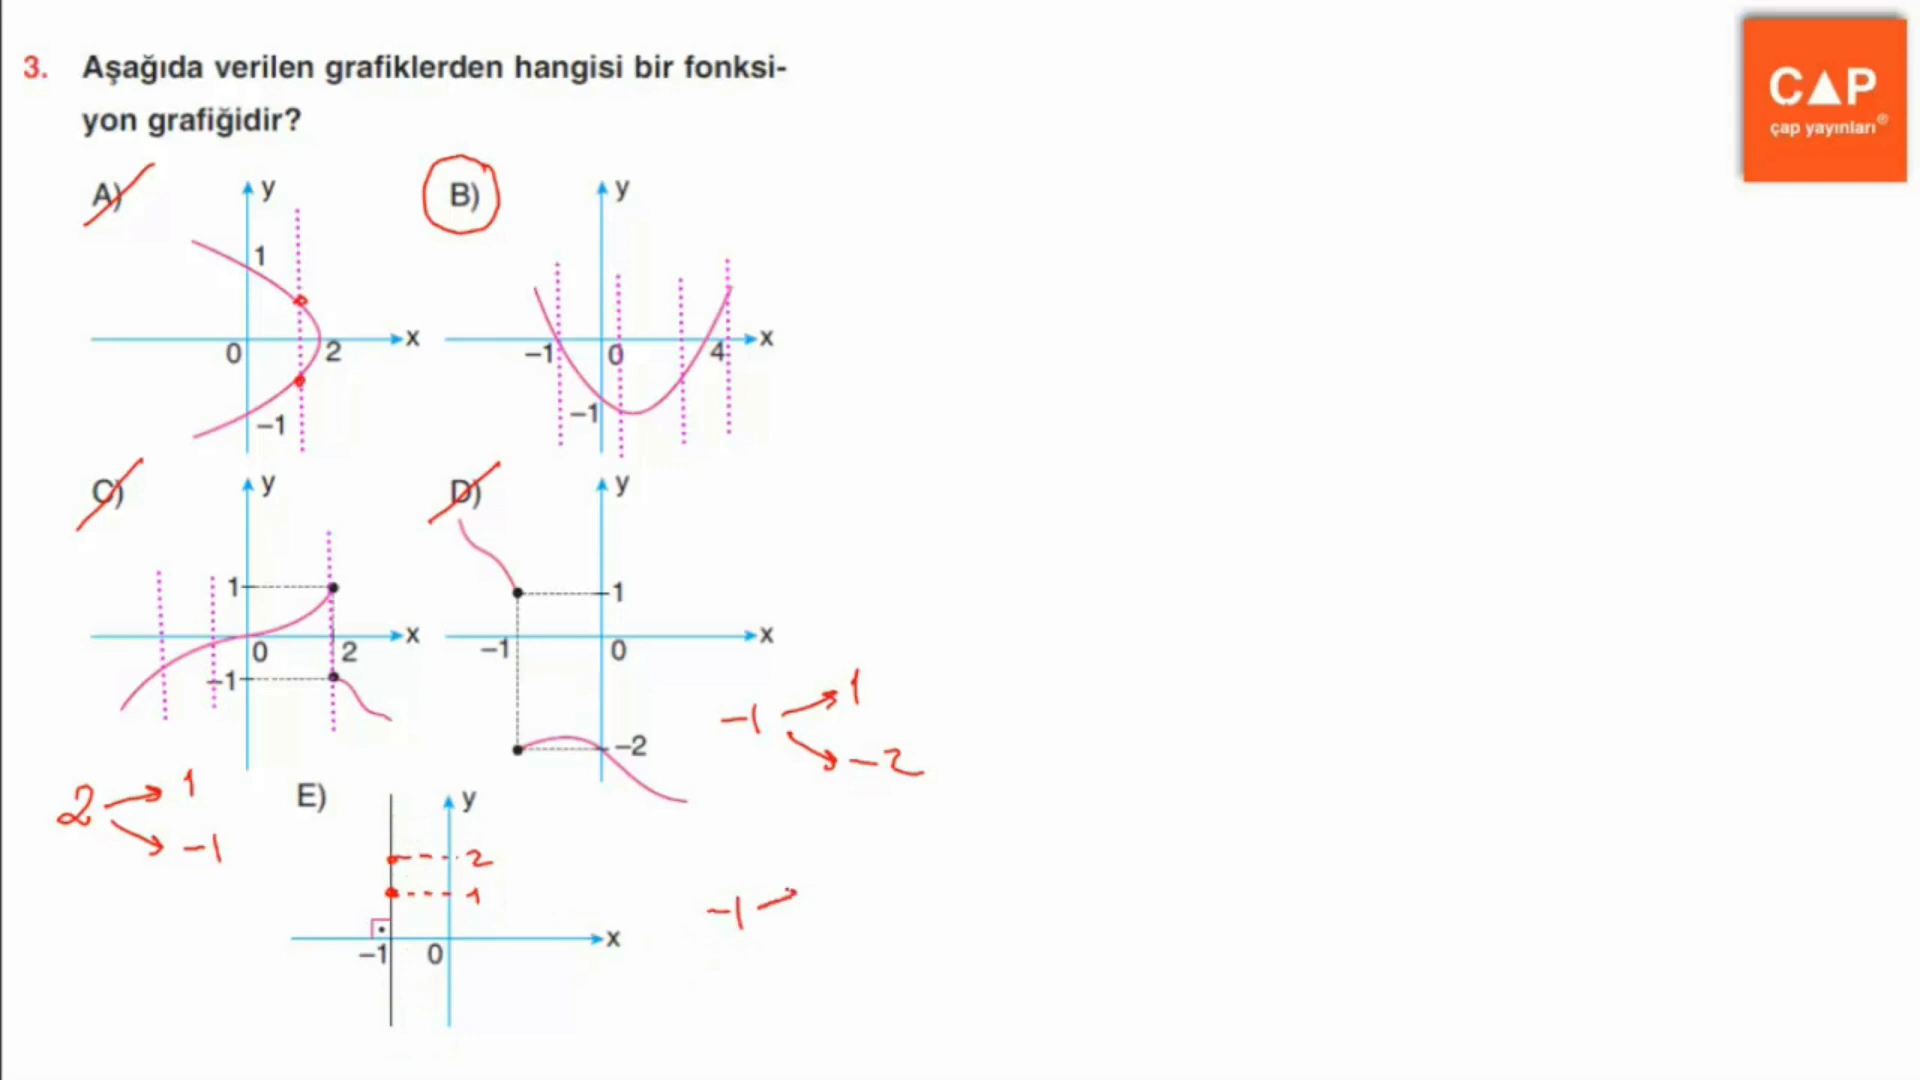 3. Aşağıda verilen grafiklerden hangisi bir fonksi-
yon grafiğidir?
CAP
çap yayınları®
A)
y
1
x
0
2
–1
B)
y
x
–1
0
4
–1
C)
y
1
x
0
2
–1
D)
y
1
x
–1
0
–2
-1 → 1
→ -2
2 → 1
→ -1
E)
y
2
1
x
–1
0
-1